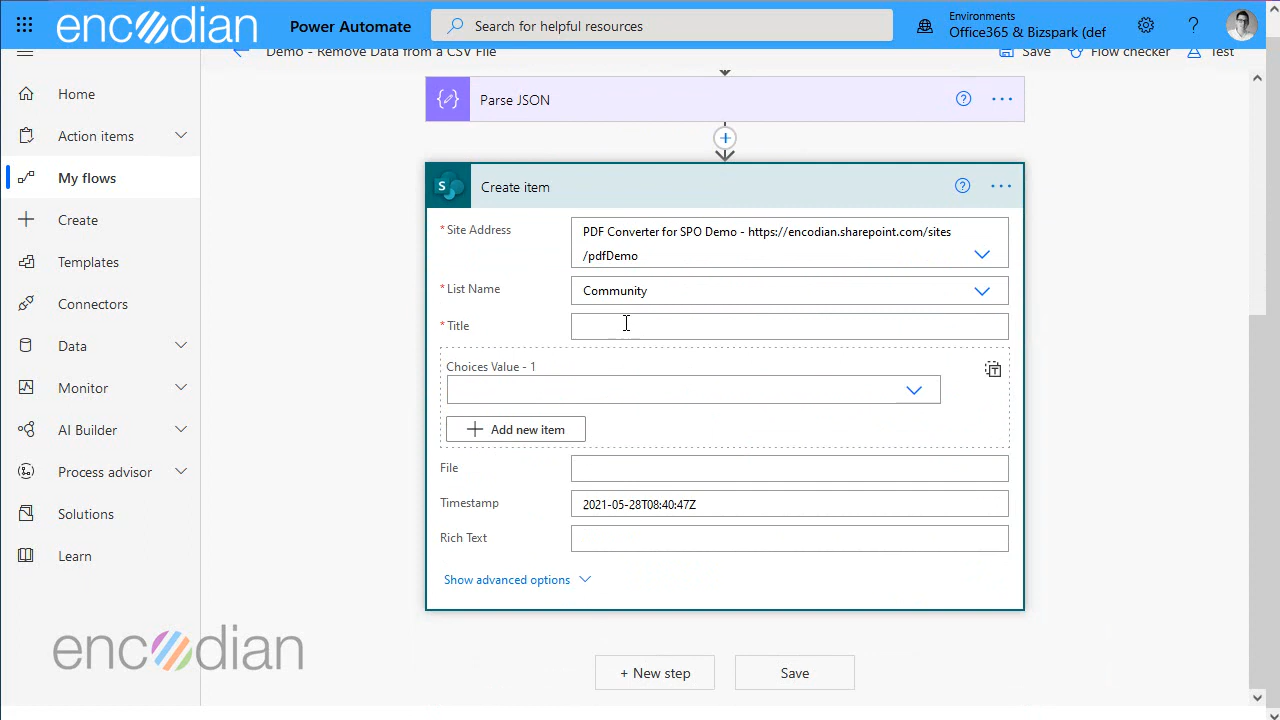 encodian
Power Automate
Search for helpful resources
Environments
Office365 & Bizspark (def
?
Demo - Remove Data from a CSV File
Save
Flow checker
Test
Home
Action items
My flows
Create
Templates
Connectors
Data
Monitor
AI Builder
Process advisor
Solutions
Learn
Parse JSON
?
S
Create item
?
* Site Address
PDF Converter for SPO Demo - https://encodian.sharepoint.com/sites
/pdfDemo
* List Name
Community
* Title
Choices Value - 1
T
Add new item
File
Timestamp
2021-05-28T08:40:47Z
Rich Text
Show advanced options
encodian
+ New step
Save